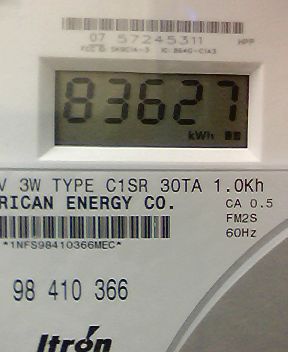 07 57245311 HPP
83627
kWh
V 3W TYPE C1SR 30TA 1.0Kh
RICAN ENERGY CO.
CA 0.5
FM2S
60Hz
*1NFS98410366MEC*
98 410 366
Itron